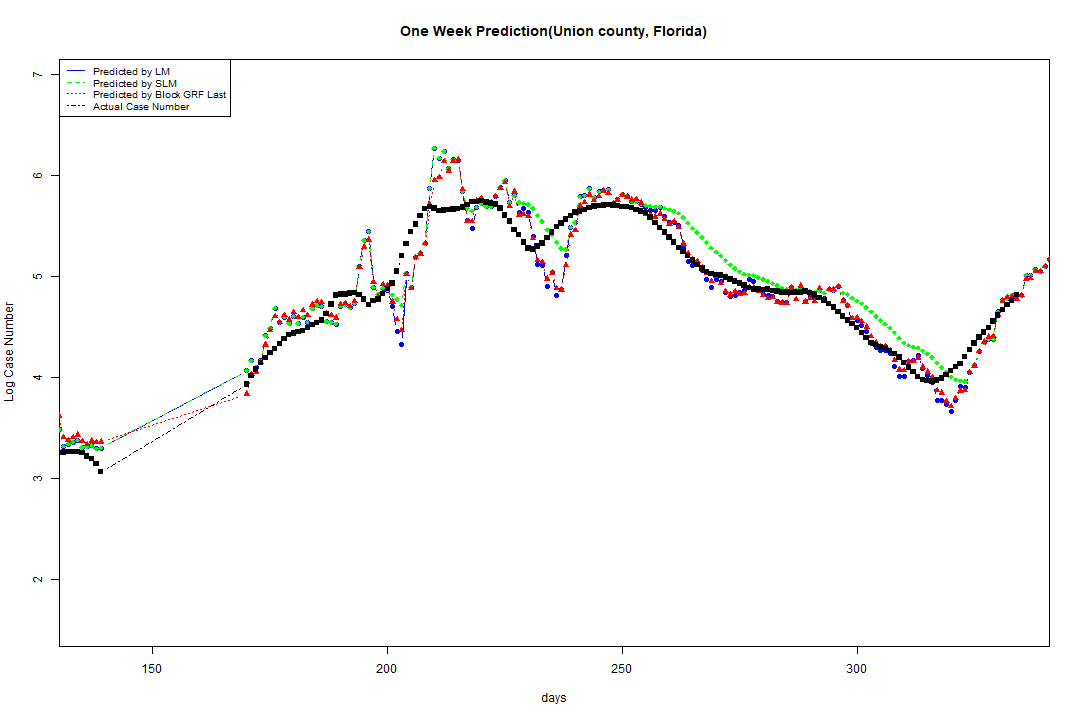 One Week Prediction(Union county, Florida)
Predicted by LM
Predicted by SLM
Predicted by Block GRF Last
Actual Case Number
7
6
5
4
3
2
Log Case Number
150
200
250
300
days